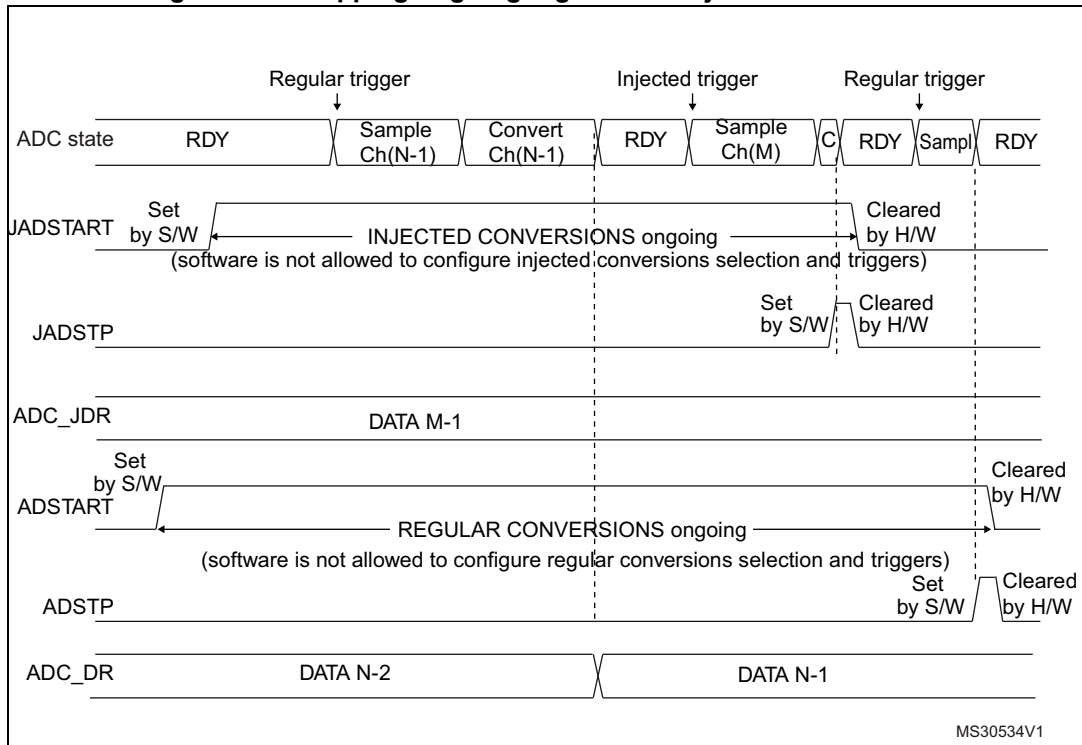 Regular trigger Injected trigger Regular trigger
ADC state RDY Sample Ch(N-1) Convert Ch(N-1) RDY Sample Ch(M) C RDY Sampl RDY
JADSTART Set by S/W INJECTED CONVERSIONS ongoing Cleared by H/W
(software is not allowed to configure injected conversions selection and triggers)
JADSTP Set by S/W Cleared by H/W
ADC_JDR DATA M-1
ADSTART Set by S/W REGULAR CONVERSIONS ongoing Cleared by H/W
(software is not allowed to configure regular conversions selection and triggers)
ADSTP Set by S/W Cleared by H/W
ADC_DR DATA N-2 DATA N-1
MS30534V1